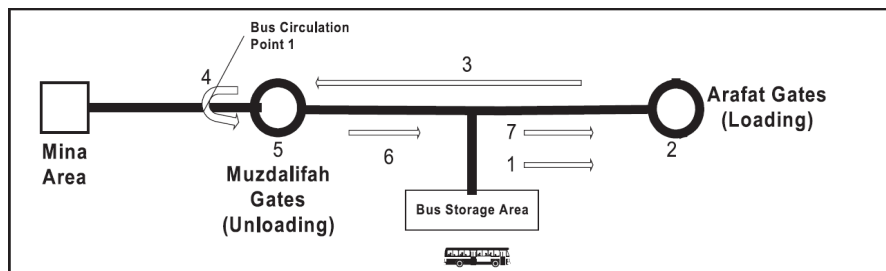 Bus Circulation
Point 1
4
3
Mina
Area
5
Muzdalifah
Gates
(Unloading)
6
7
1
2
Arafat Gates
(Loading)
Bus Storage Area